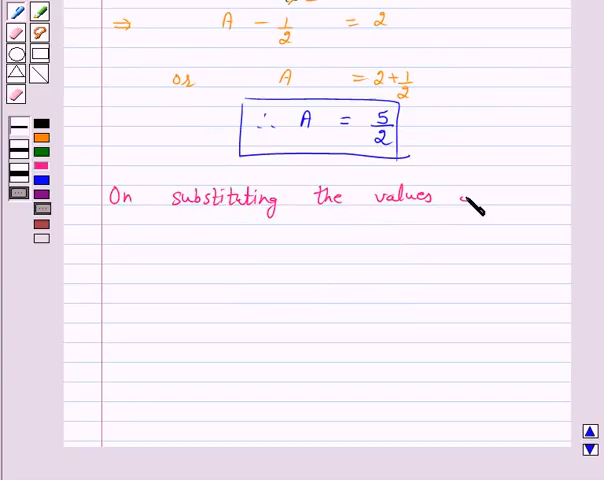 ⇒ A - 1/2 = 2
or A = 2 + 1/2
∴ A = 5/2
On substituting the values